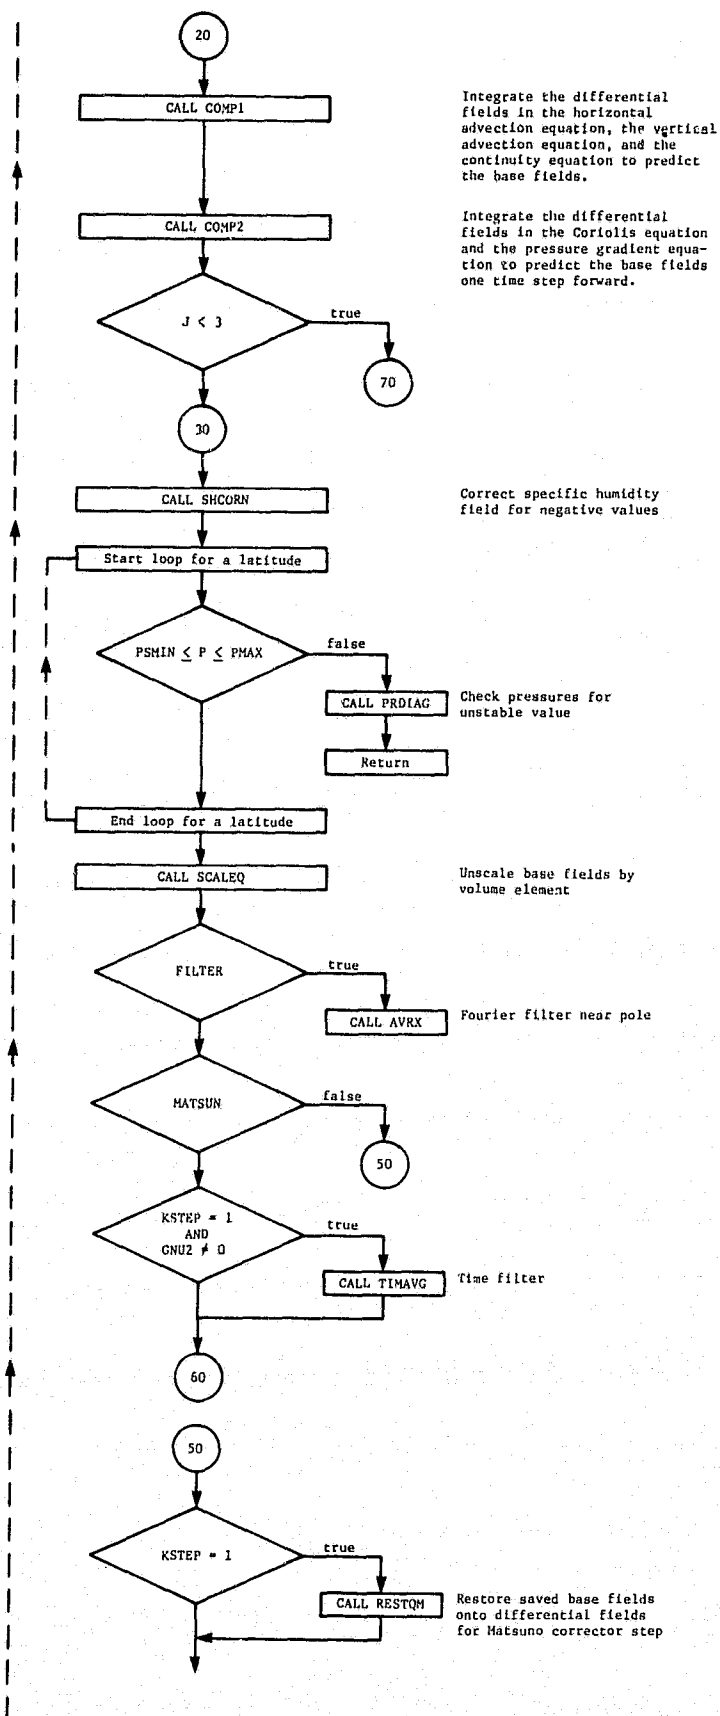 20
CALL COMP1
Integrate the differential
fields in the horizontal
advection equation, the vertical
advection equation, and the
continuity equation to predict
the base fields.
CALL COMP2
Integrate the differential
fields in the Coriolis equation
and the pressure gradient equa-
tion to predict the base fields
one time step forward.
J < 3
true
70
30
CALL SHCORN
Correct specific humidity
field for negative values
Start loop for a latitude
PSMIN ≤ P ≤ PMAX
false
CALL PRDIAG
Check pressures for
unstable value
Return
End loop for a latitude
CALL SCALEQ
Unscale base fields by
volume element
FILTER
true
CALL AVRX
Fourier filter near pole
MATSUN
false
50
KSTEP = 1
AND
GNU2 ≠ 0
true
CALL TIMAVG
Time filter
60
50
KSTEP = 1
true
CALL RESTQM
Restore saved base fields
onto differential fields
for Matsuno corrector step